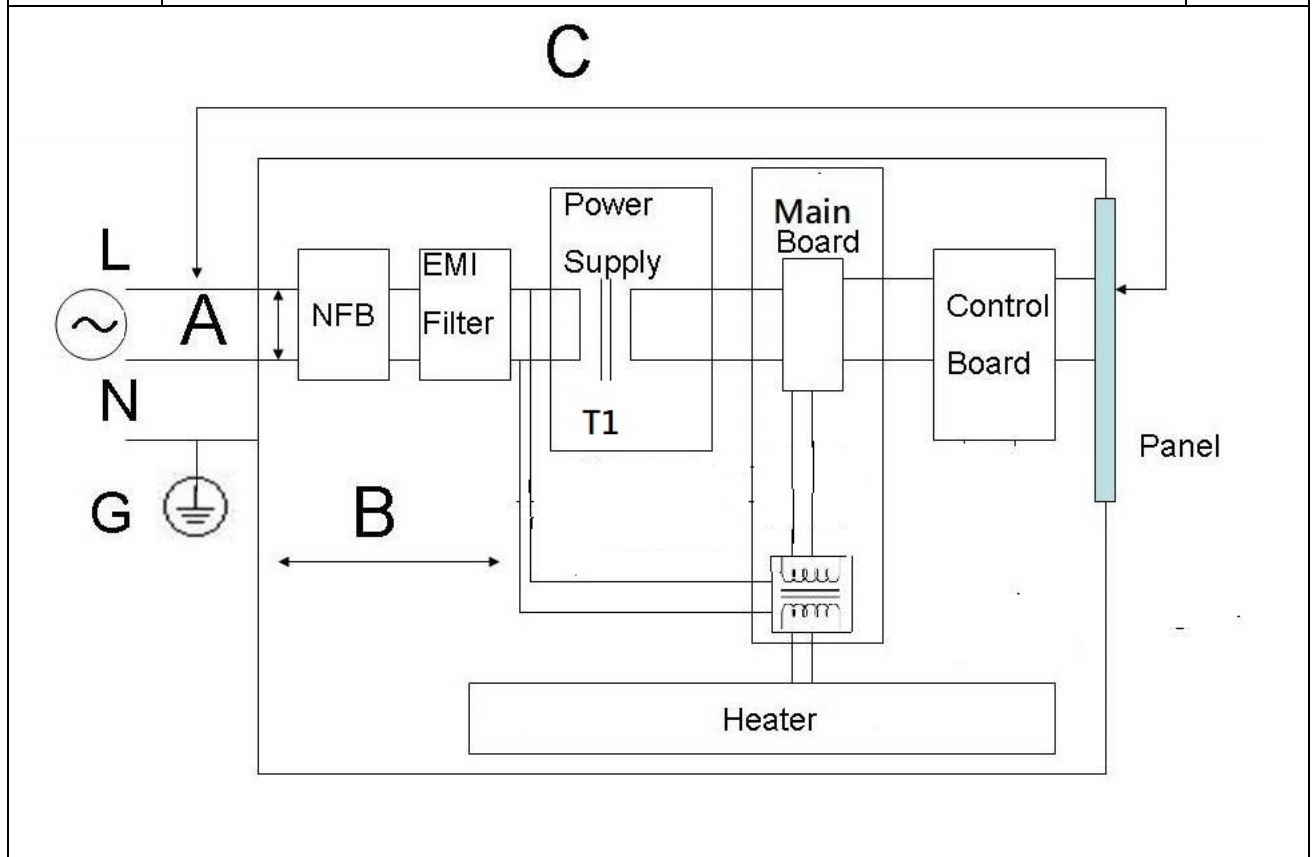 C
L
A
N
G
B
NFB
EMI
Filter
Power
Supply
T1
Main
Board
Control
Board
Panel
Heater